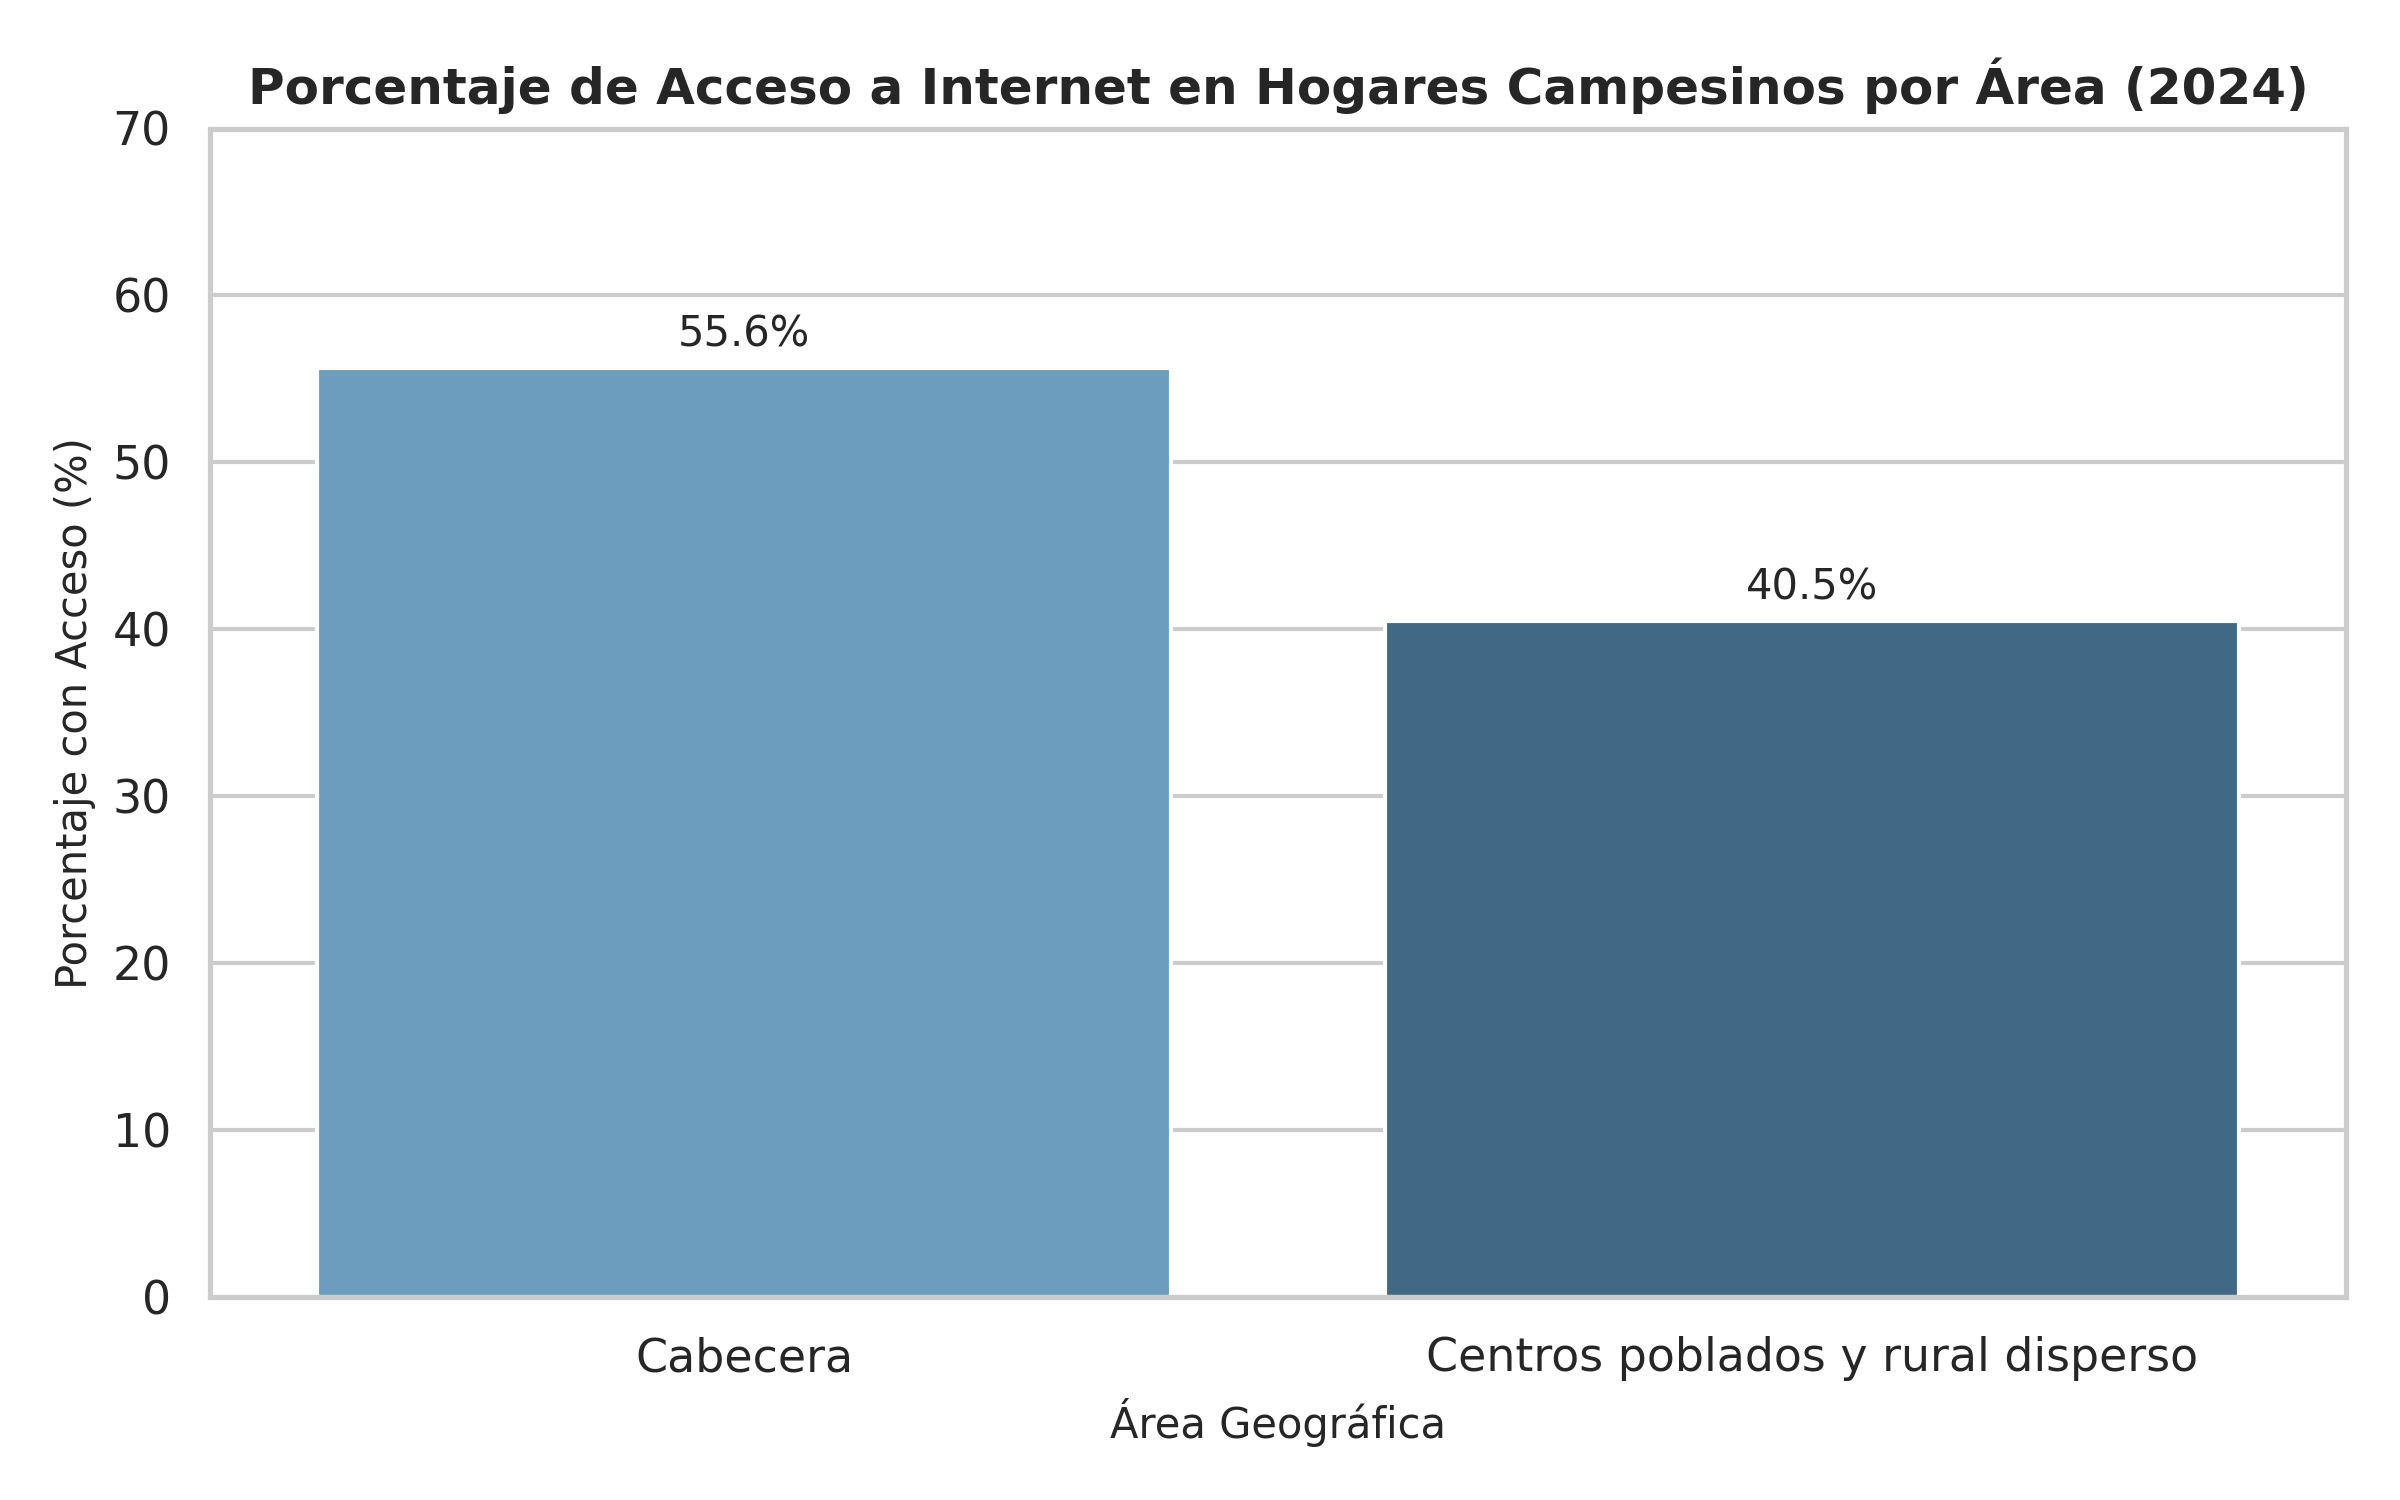 Porcentaje de Acceso a Internet en Hogares Campesinos por Área (2024)
Porcentaje con Acceso (%)
70
60
50
40
30
20
10
0
55.6%
40.5%
Cabecera
Centros poblados y rural disperso
Área Geográfica